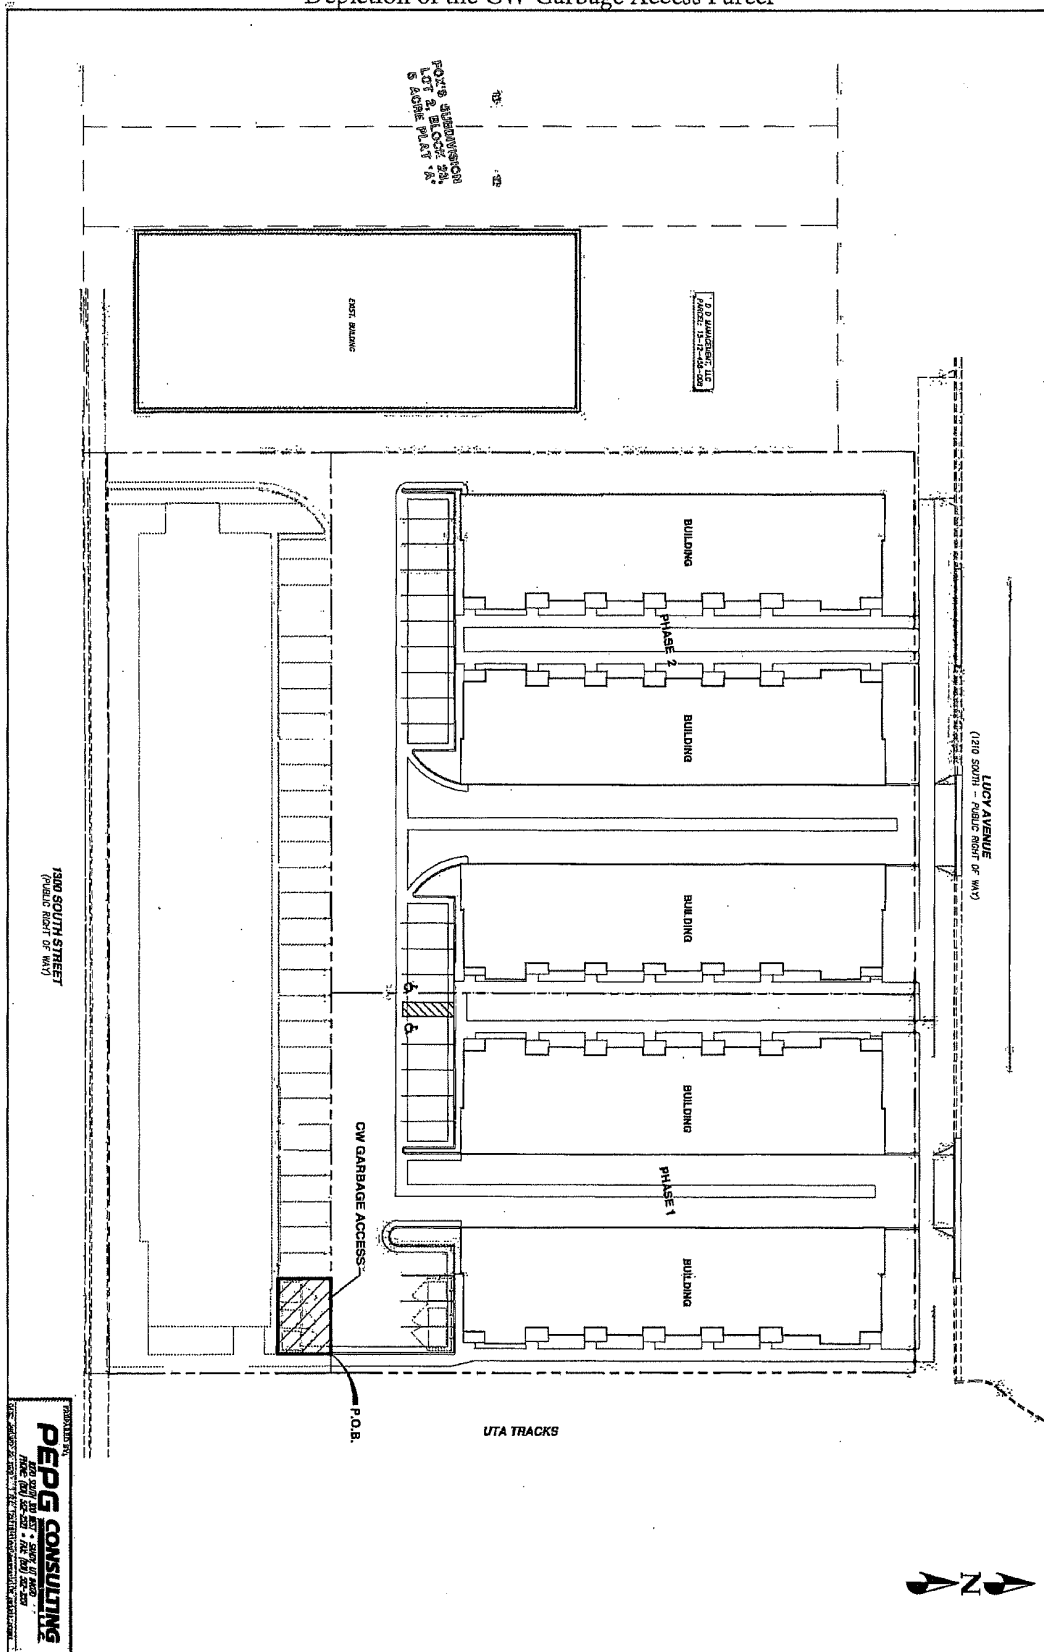 Depiction of the CW Garbage Access Parcel
FOX'S SUBDIVISION
LOT 2, BLOCK 23,
5 ACRE PLAT 'A'
EXIST. BUILDING
D D MANAGEMENT, LLC
LUCY AVENUE
(1210 SOUTH - PUBLIC RIGHT OF WAY)
BUILDING
PHASE 2
BUILDING
BUILDING
BUILDING
PHASE 1
BUILDING
1300 SOUTH STREET
(PUBLIC RIGHT OF WAY)
CW GARBAGE ACCESS
P.O.B.
UTA TRACKS
N
PEPG CONSULTING
L.L.C.